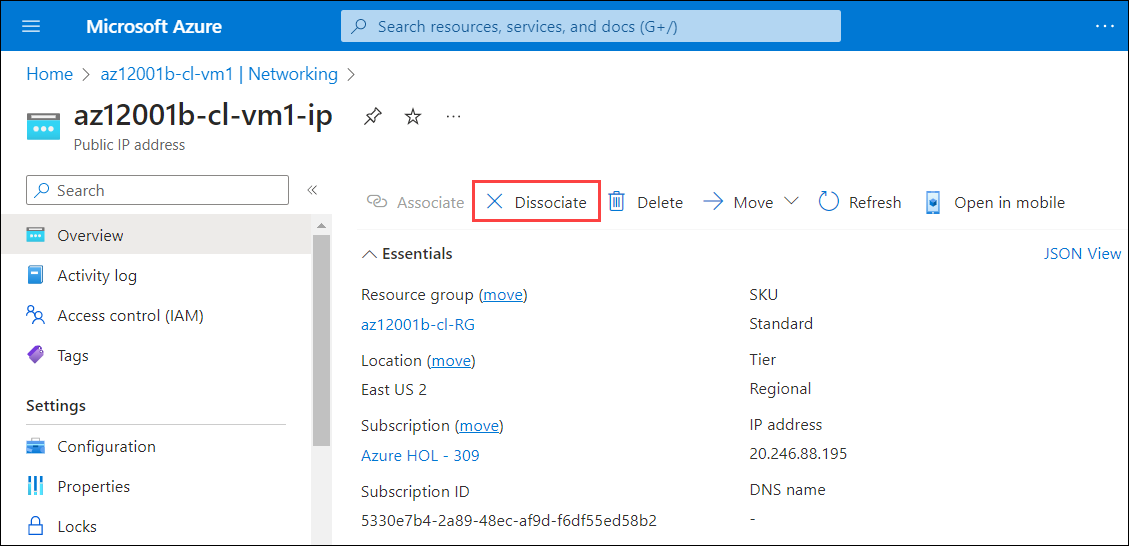 Microsoft Azure
Search resources, services, and docs (G+/)
Home > az12001b-cl-vm1 | Networking >
az12001b-cl-vm1-ip
Public IP address
Search
Associate Dissociate Delete Move Refresh Open in mobile
Overview
Activity log
Access control (IAM)
Tags
Settings
Configuration
Properties
Locks
Essentials
JSON View
Resource group (move)
az12001b-cl-RG
Location (move)
East US 2
Subscription (move)
Azure HOL - 309
Subscription ID
5330e7b4-2a89-48ec-af9d-f6df55ed58b2
SKU
Standard
Tier
Regional
IP address
20.246.88.195
DNS name
-